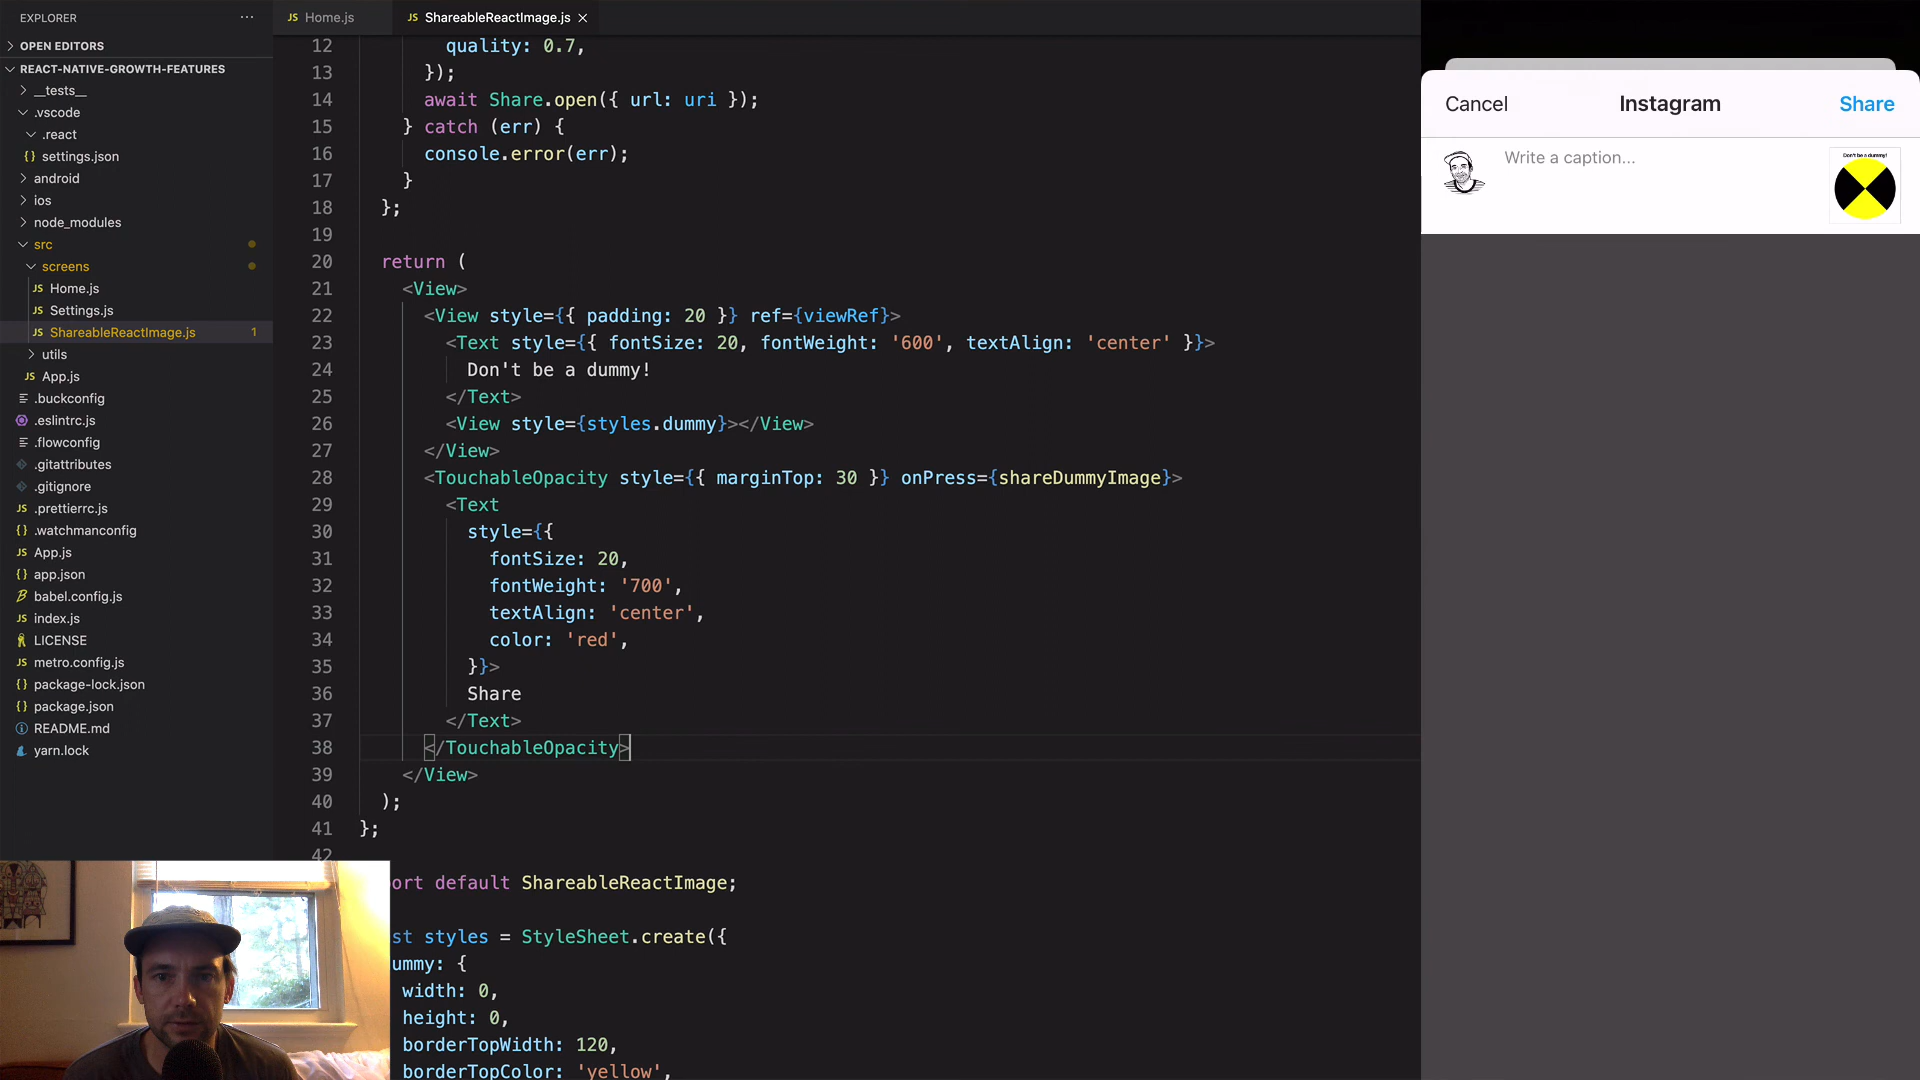 EXPLORER
OPEN EDITORS
REACT-NATIVE-GROWTH-FEATURES
__tests__
.vscode
.react
settings.json
android
ios
node_modules
src
screens
JS Home.js
JS Settings.js
JS ShareableReactImage.js 1
utils
JS App.js
.buckconfig
.eslintrc.js
.flowconfig
.gitattributes
.gitignore
JS .prettierrc.js
.watchmanconfig
JS App.js
app.json
babel.config.js
JS index.js
LICENSE
JS metro.config.js
package-lock.json
package.json
README.md
yarn.lock
JS Home.js
JS ShareableReactImage.js
12 quality: 0.7,
13 });
14 await Share.open({ url: uri });
15 } catch (err) {
16 console.error(err);
17 }
18 };
19
20 return (
21 <View>
22 <View style={{ padding: 20 }} ref={viewRef}>
23 <Text style={{ fontSize: 20, fontWeight: '600', textAlign: 'center' }}>
24 Don't be a dummy!
25 </Text>
26 <View style={styles.dummy}></View>
27 </View>
28 <TouchableOpacity style={{ marginTop: 30 }} onPress={shareDummyImage}>
29 <Text
30 style={{
31 fontSize: 20,
32 fontWeight: '700',
33 textAlign: 'center',
34 color: 'red',
35 }}>
36 Share
37 </Text>
38 </TouchableOpacity>
39 </View>
40 );
41 };
42
ort default ShareableReactImage;
st styles = StyleSheet.create({
ummy: {
width: 0,
height: 0,
borderTopWidth: 120,
borderTopColor: 'yellow',
Cancel
Instagram
Share
Write a caption...
Don't be a dummy!